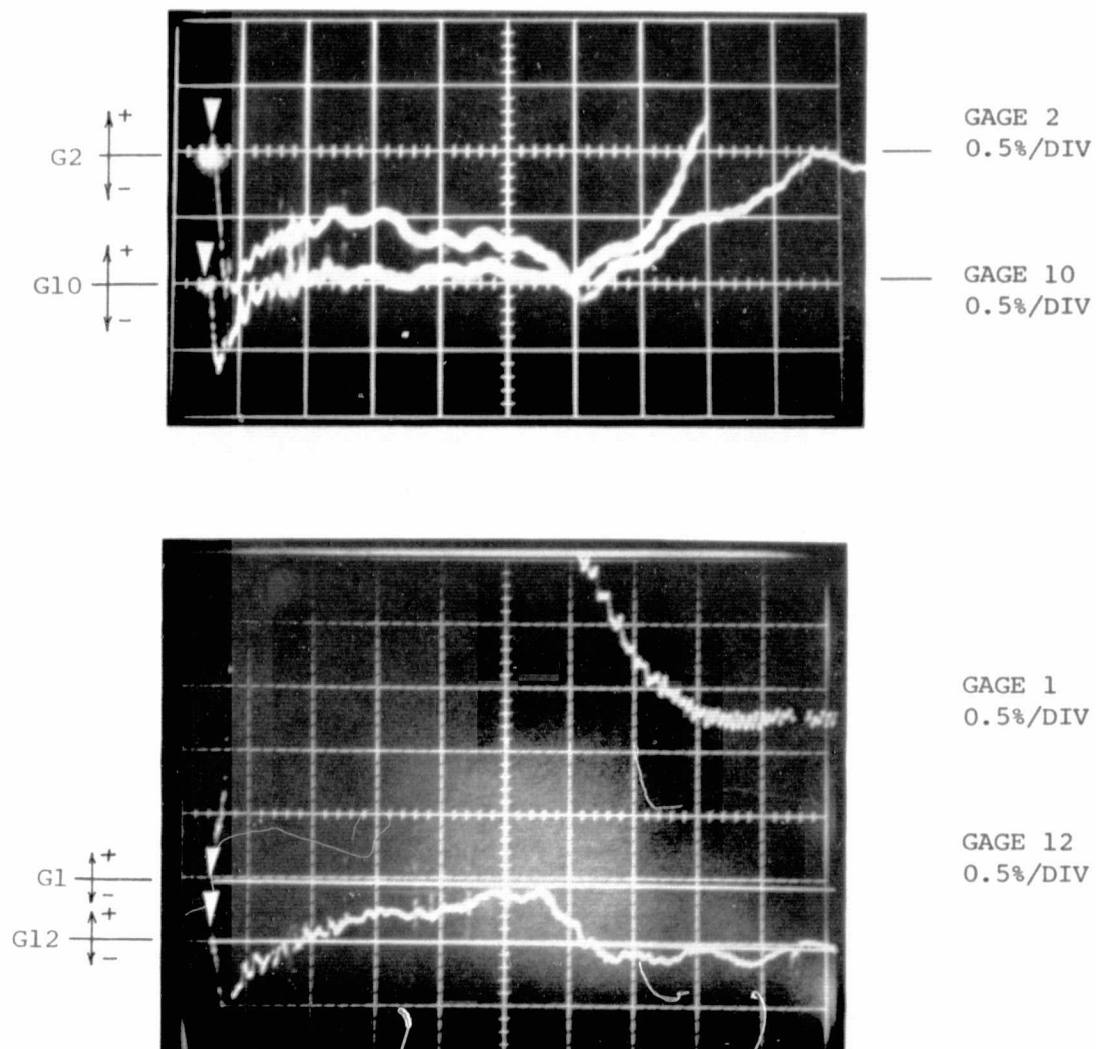 +
G2
-
+
G10
-
GAGE 2
0.5%/DIV
GAGE 10
0.5%/DIV
+
G1
-
+
G12
-
GAGE 1
0.5%/DIV
GAGE 12
0.5%/DIV